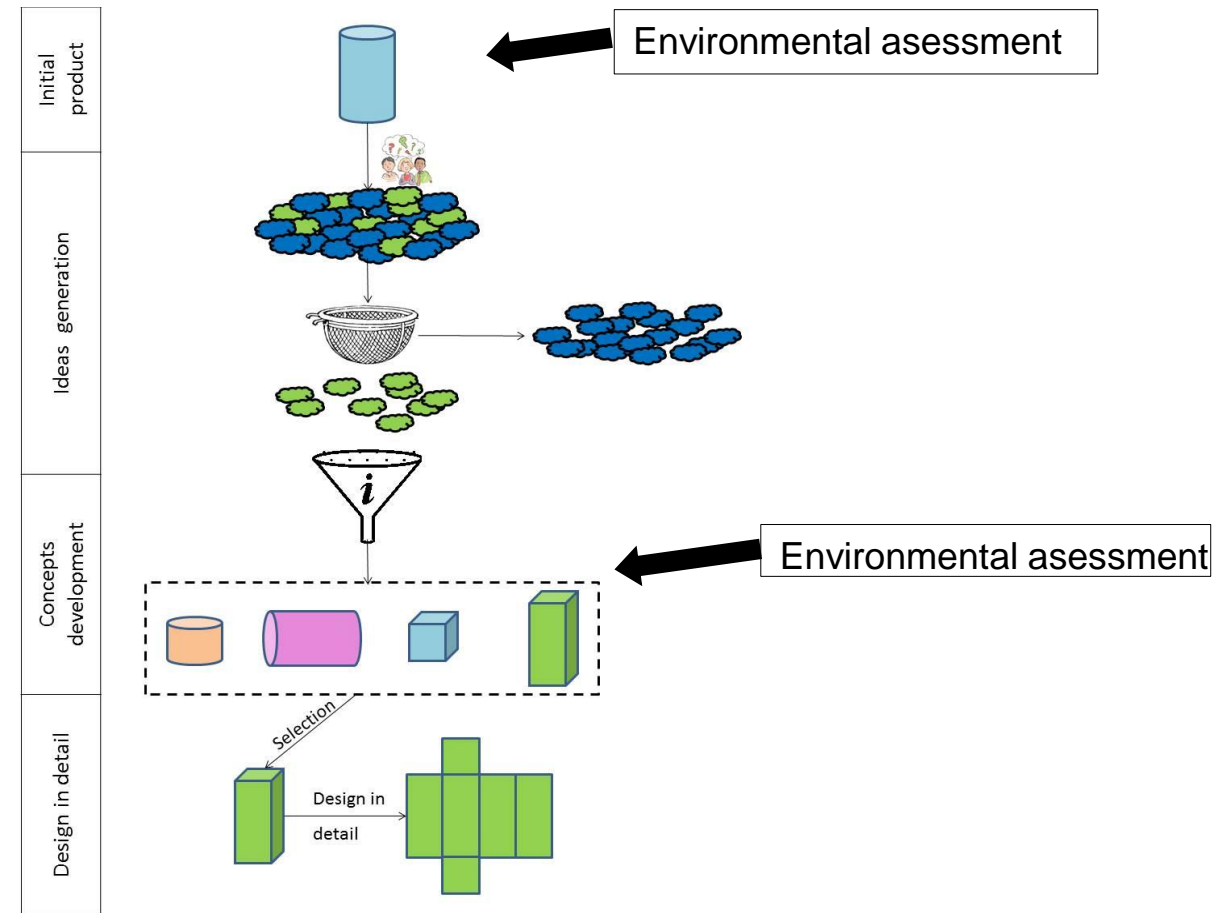 Initial
product
Environmental asessment
Ideas generation
i
Concepts
development
Environmental asessment
Selection
Design in detail
Design in
detail